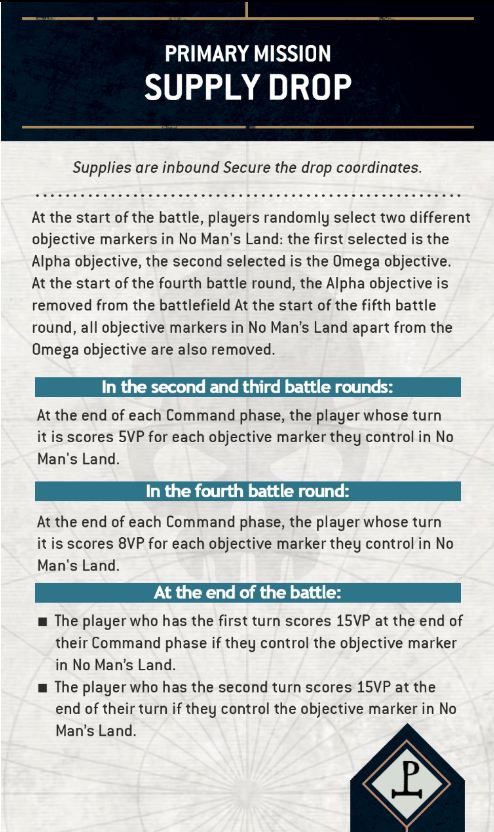 PRIMARY MISSION
SUPPLY DROP
Supplies are inbound Secure the drop coordinates.
At the start of the battle, players randomly select two different
objective markers in No Man's Land: the first selected is the
Alpha objective, the second selected is the Omega objective.
At the start of the fourth battle round, the Alpha objective is
removed from the battlefield At the start of the fifth battle
round, all objective markers in No Man's Land apart from the
Omega objective are also removed.
In the second and third battle rounds:
At the end of each Command phase, the player whose turn
it is scores 5VP for each objective marker they control in No
Man's Land.
In the fourth battle round:
At the end of each Command phase, the player whose turn
it is scores 8VP for each objective marker they control in No
Man's Land.
At the end of the battle:
■ The player who has the first turn scores 15VP at the end of
their Command phase if they control the objective marker
in No Man's Land.
■ The player who has the second turn scores 15VP at the
end of their turn if they control the objective marker in No
Man's Land.
P